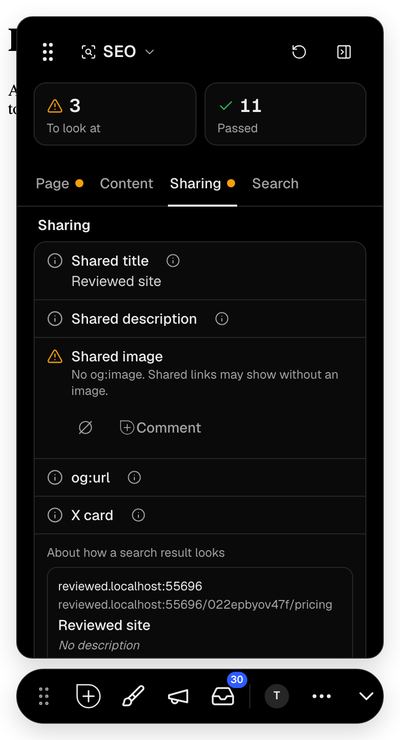 SEO
3
To look at
11
Passed
Page
Content
Sharing
Search
Sharing
Shared title
Reviewed site
Shared description
Shared image
No og:image. Shared links may show without an
image.
Comment
og:url
X card
About how a search result looks
reviewed.localhost:55696
reviewed.localhost:55696/022epbyov47f/pricing
Reviewed site
No description
30
T